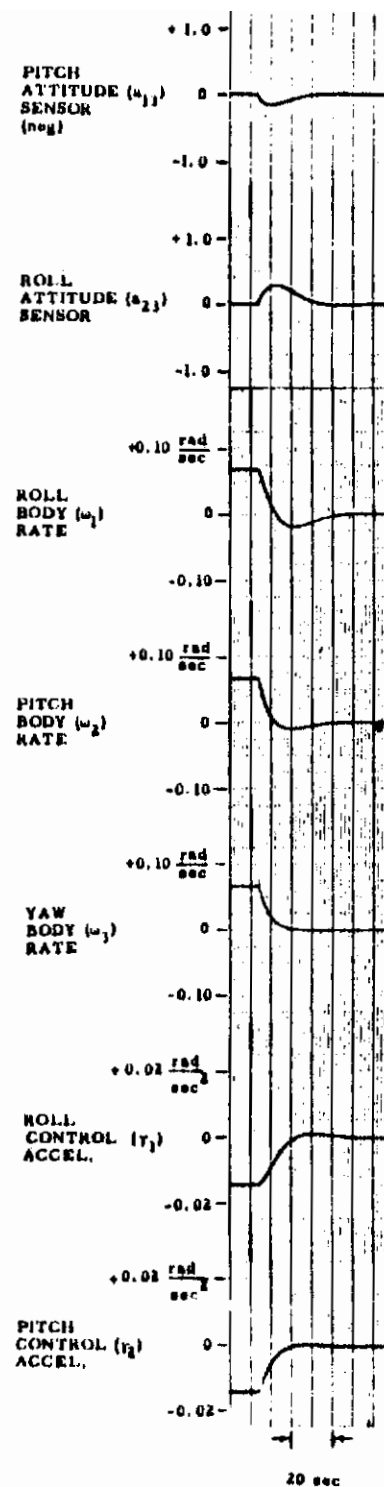 +1.0
PITCH
ATTITUDE (a₁₃)
SENSOR
(neg)
0
-1.0
+1.0
ROLL
ATTITUDE (a₂₃)
SENSOR
0
-1.0
+0.10 rad/sec
ROLL
BODY (ω₁)
RATE
0
-0.10
+0.10 rad/sec
PITCH
BODY (ω₂)
RATE
0
-0.10
+0.10 rad/sec
YAW
BODY (ω₃)
RATE
0
-0.10
+0.02 rad/sec²
ROLL
CONTROL (γ₁)
ACCEL.
0
-0.02
+0.02 rad/sec²
PITCH
CONTROL (γ₂)
ACCEL.
0
-0.02
20 sec